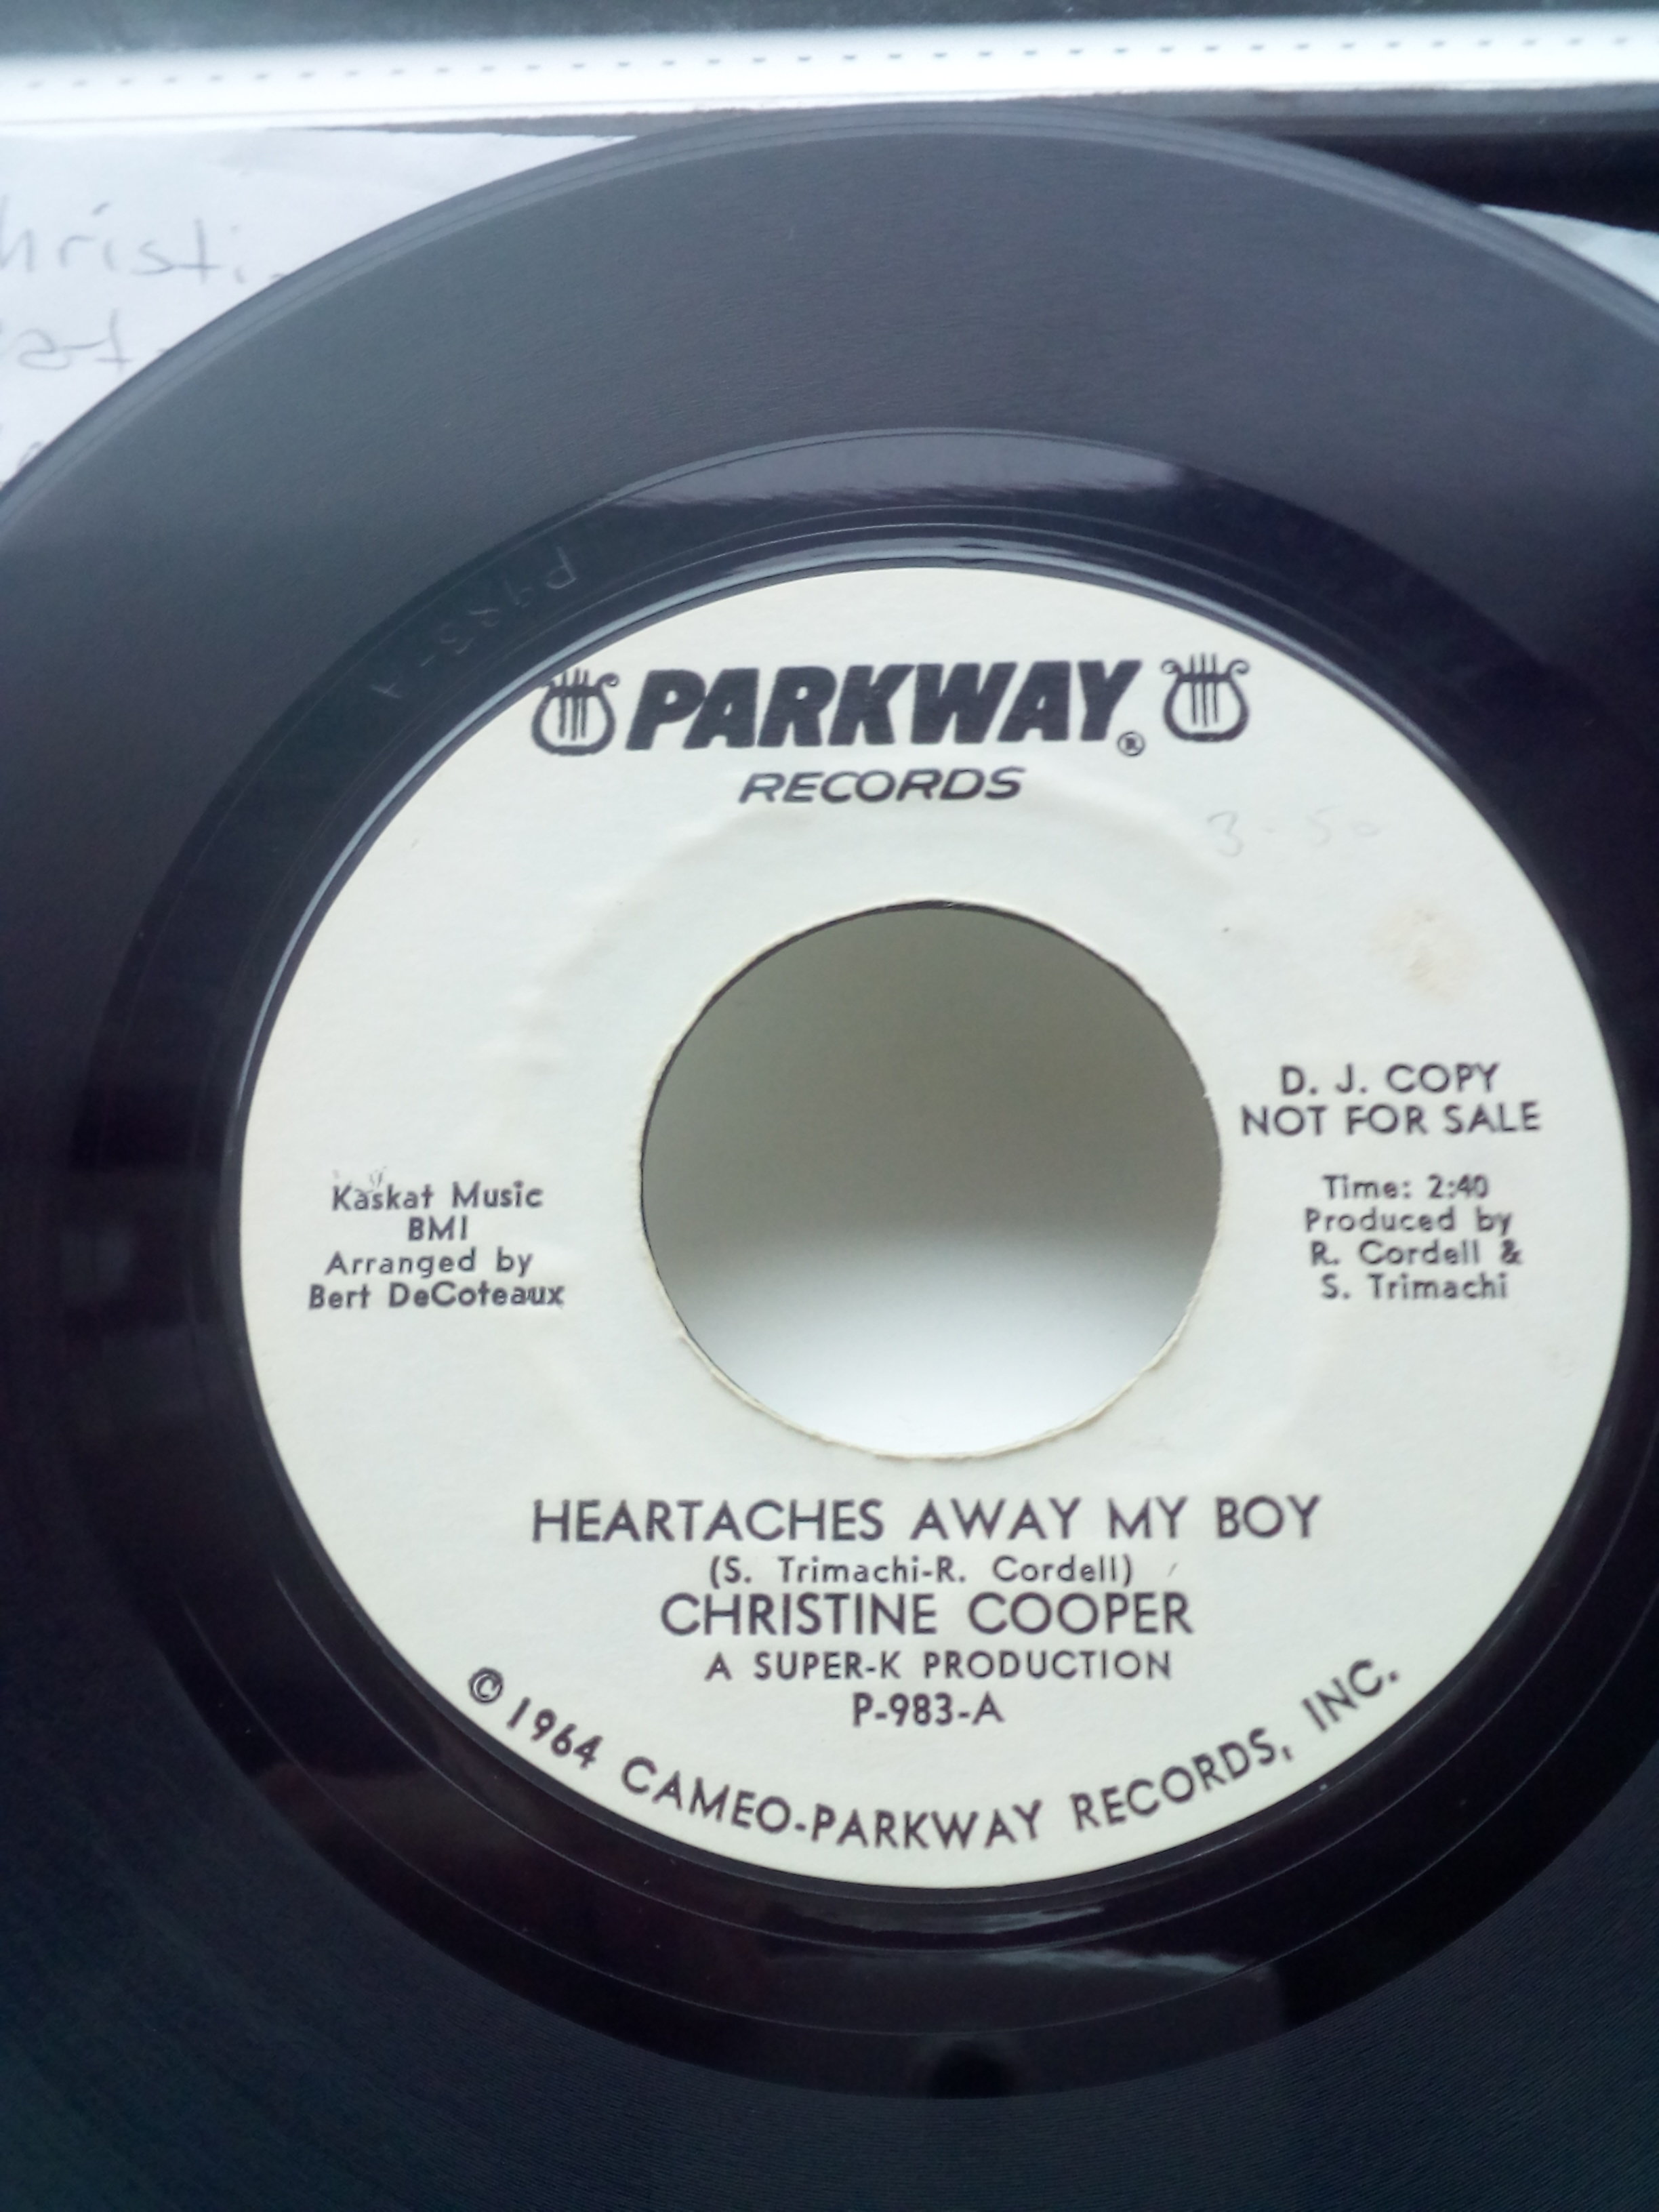 PARKWAY®
RECORDS
3-50
D. J. COPY
NOT FOR SALE
Time: 2:40
Produced by
R. Cordell &
S. Trimachi
Kaskat Music
BMI
Arranged by
Bert DeCoteaux
HEARTACHES AWAY MY BOY
(S. Trimachi-R. Cordell)
CHRISTINE COOPER
A SUPER-K PRODUCTION
P-983-A
© 1964 CAMEO-PARKWAY RECORDS, INC.
P983-A